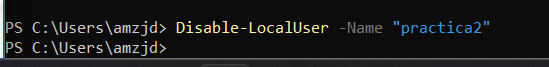 PS C:\Users\amzjd> Disable-LocalUser -Name "practica2"
PS C:\Users\amzjd>